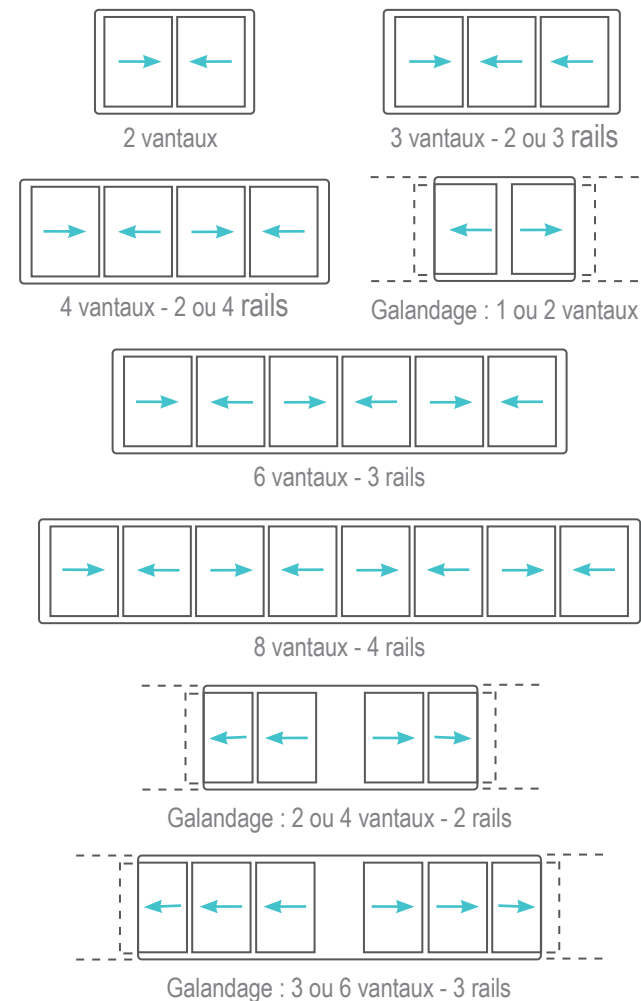 2 vantaux
3 vantaux - 2 ou 3 rails
4 vantaux - 2 ou 4 rails
Galandage : 1 ou 2 vantaux
6 vantaux - 3 rails
8 vantaux - 4 rails
Galandage : 2 ou 4 vantaux - 2 rails
Galandage : 3 ou 6 vantaux - 3 rails